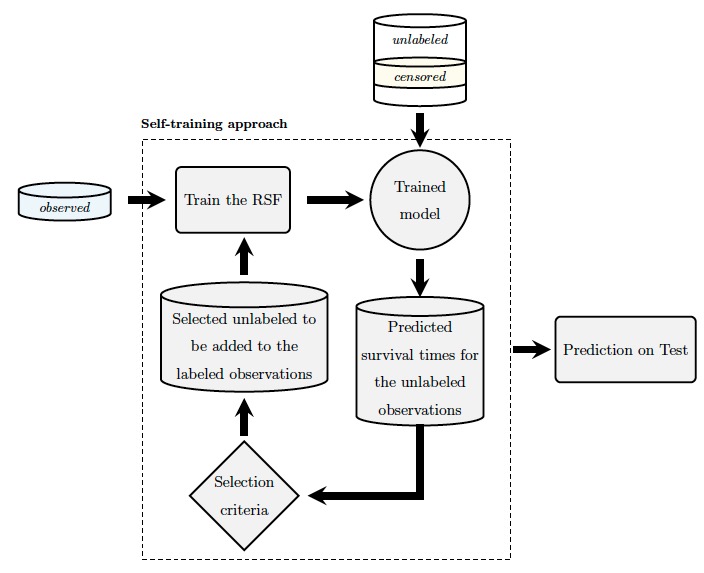 unlabeled
censored
Self-training approach
observed
Train the RSF
Trained
model
Selected unlabeled to
be added to the
labeled observations
Predicted
survival times for
the unlabeled
observations
Prediction on Test
Selection
criteria